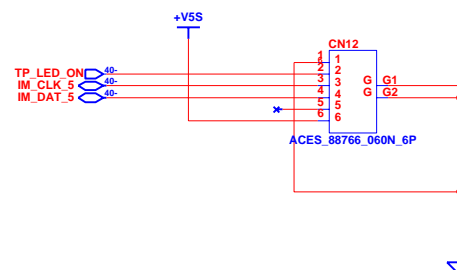 +V5S
CN12
TP_LED_ON 40- 1 1
IM_CLK_5 40- 2 2
IM_DAT_5 40- 3 3 G G1
4 4 G G2
5 5
6 6
ACES_88766_060N_6P